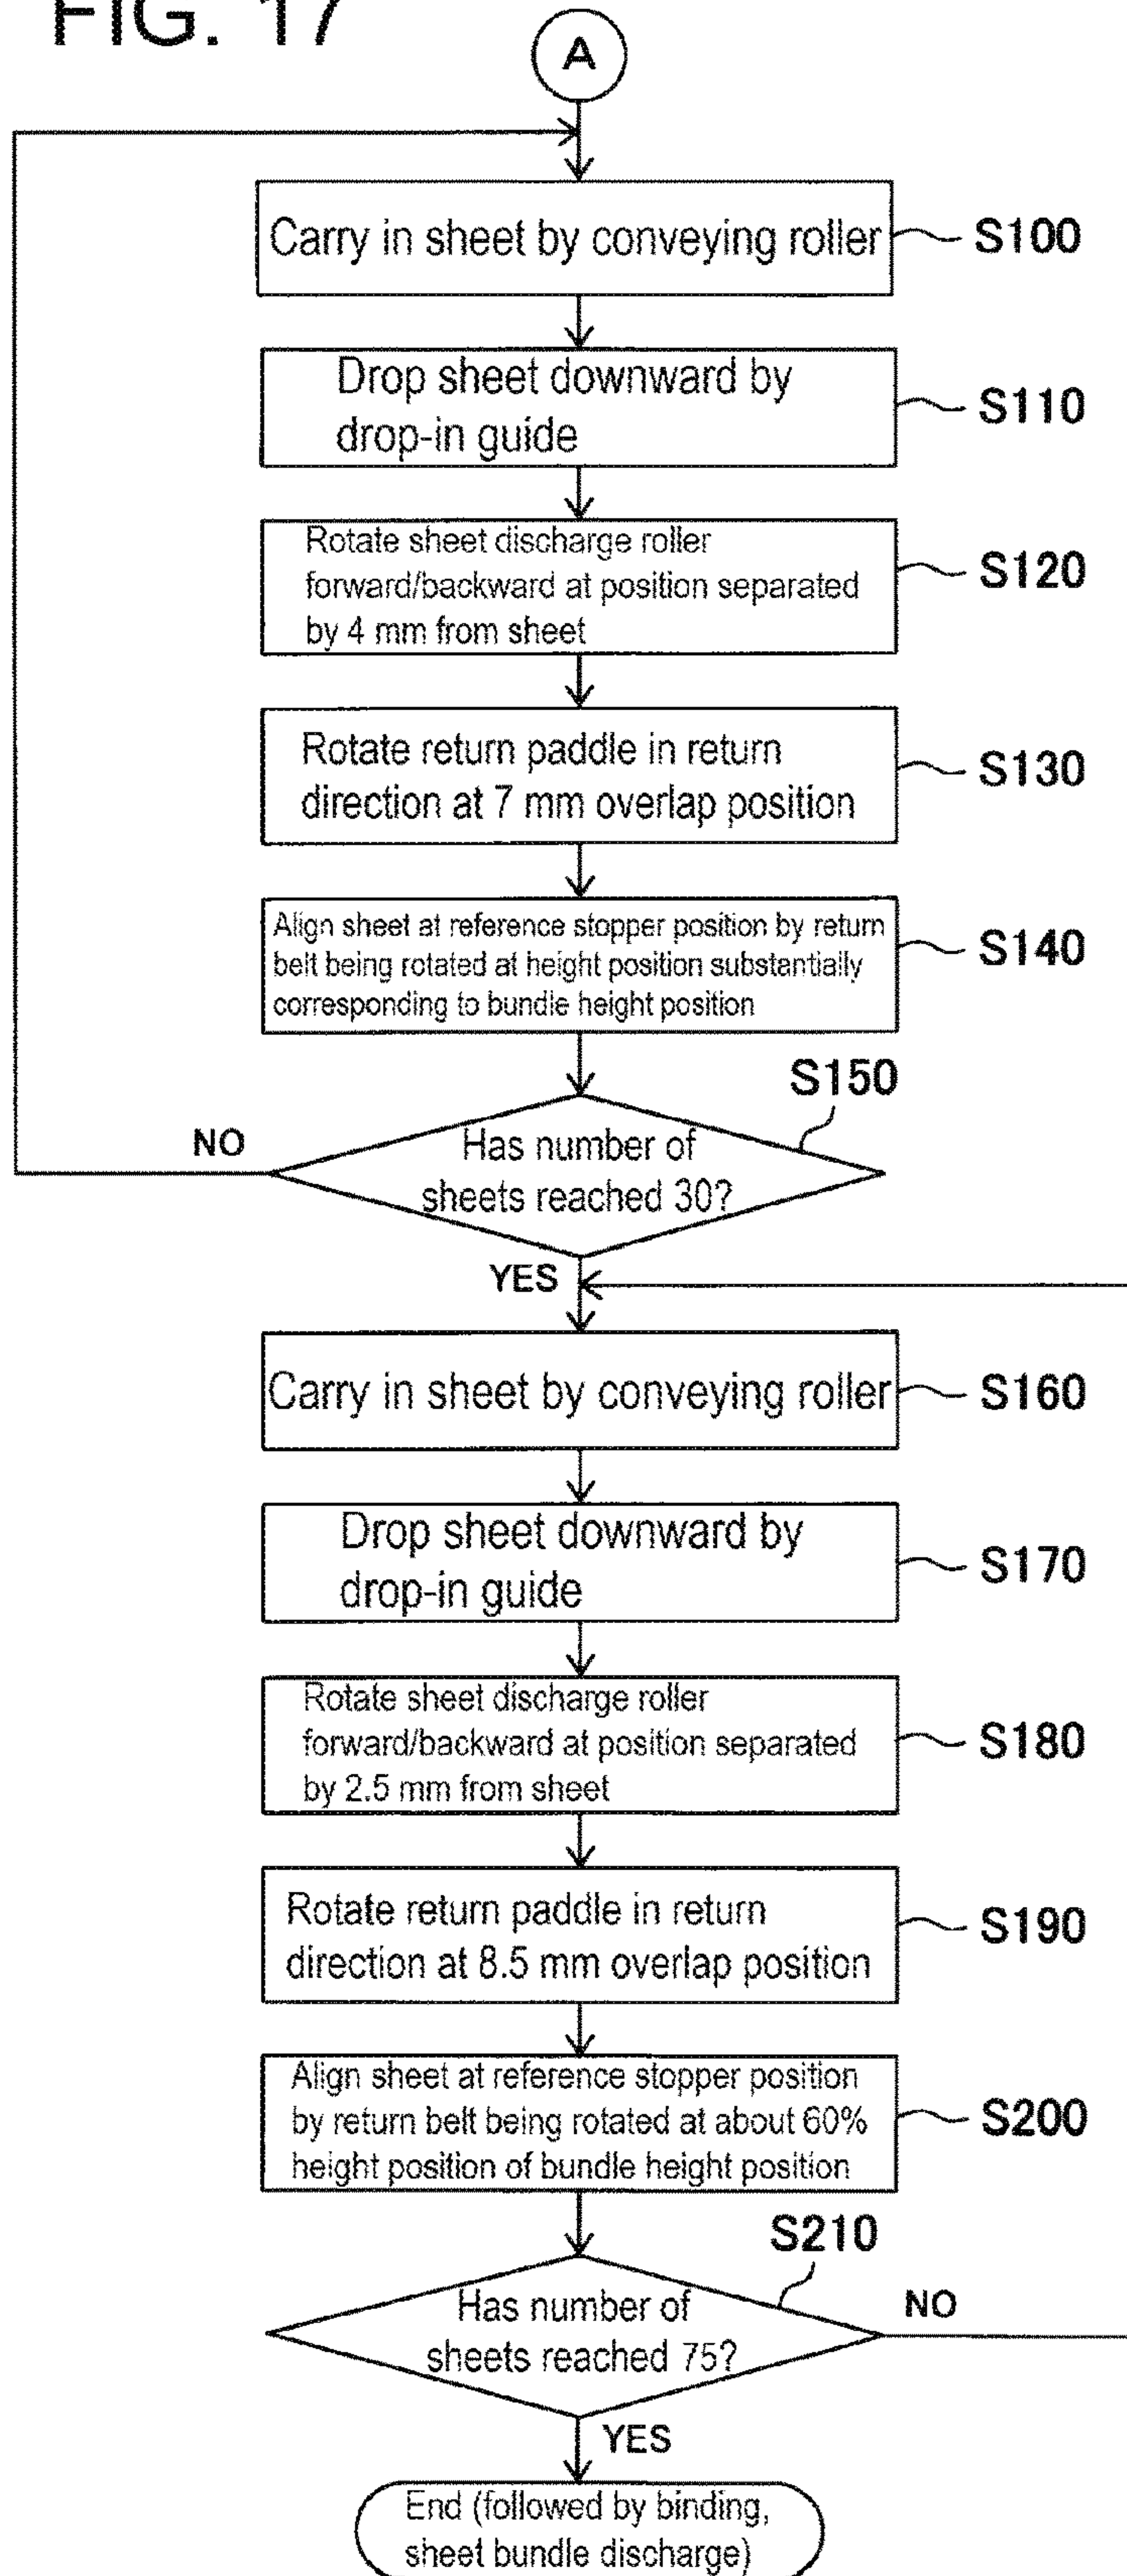 FIG. 17
A
Carry in sheet by conveying roller
S100
Drop sheet downward by
drop-in guide
S110
Rotate sheet discharge roller
forward/backward at position separated
by 4 mm from sheet
S120
Rotate return paddle in return
direction at 7 mm overlap position
S130
Align sheet at reference stopper position by return
belt being rotated at height position substantially
corresponding to bundle height position
S140
S150
Has number of
sheets reached 30?
NO
YES
Carry in sheet by conveying roller
S160
Drop sheet downward by
drop-in guide
S170
Rotate sheet discharge roller
forward/backward at position separated
by 2.5 mm from sheet
S180
Rotate return paddle in return
direction at 8.5 mm overlap position
S190
Align sheet at reference stopper position
by return belt being rotated at about 60%
height position of bundle height position
S200
S210
Has number of
sheets reached 75?
NO
YES
End (followed by binding,
sheet bundle discharge)